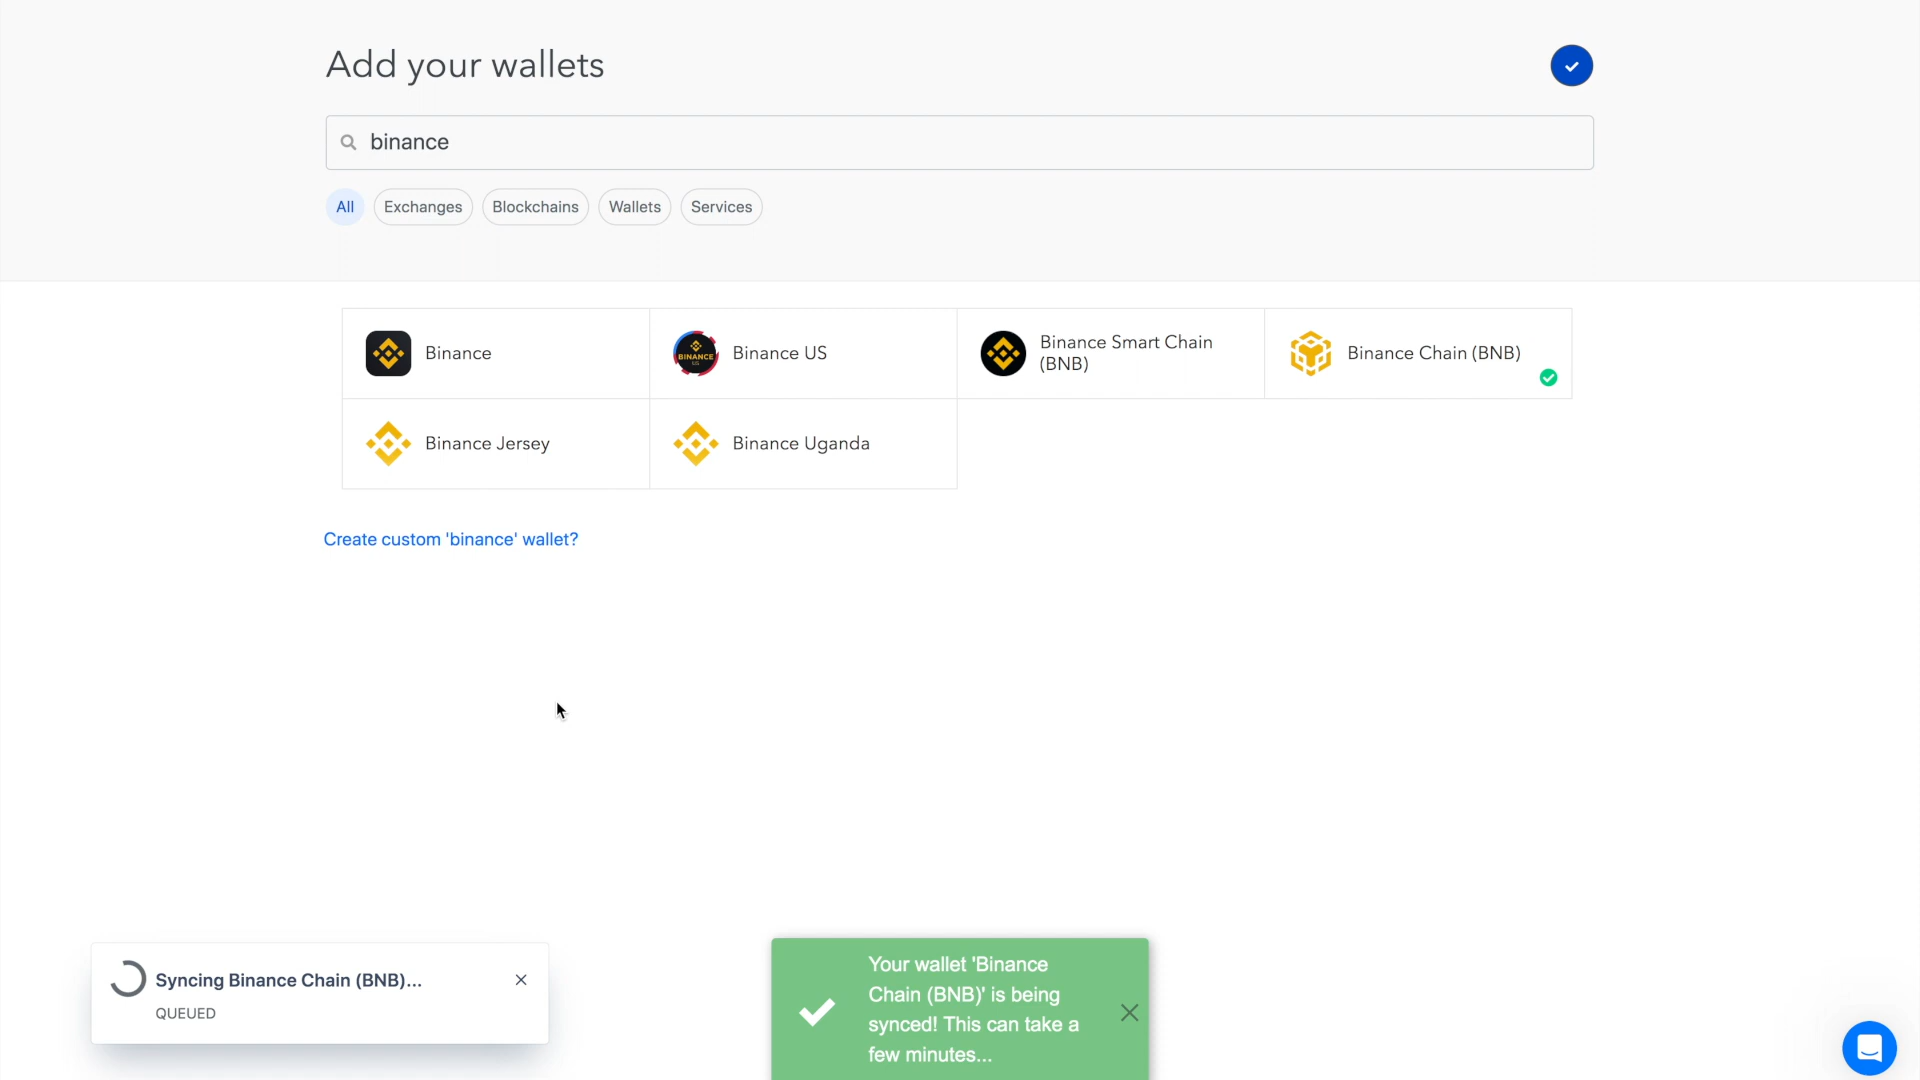 Add your wallets
binance
All Exchanges Blockchains Wallets Services
Binance
BINANCE
US
Binance US
Binance Smart Chain
(BNB)
Binance Chain (BNB)
Binance Jersey
Binance Uganda
Create custom 'binance' wallet?
Syncing Binance Chain (BNB)...
QUEUED
Your wallet 'Binance
Chain (BNB)' is being
synced! This can take a
few minutes...